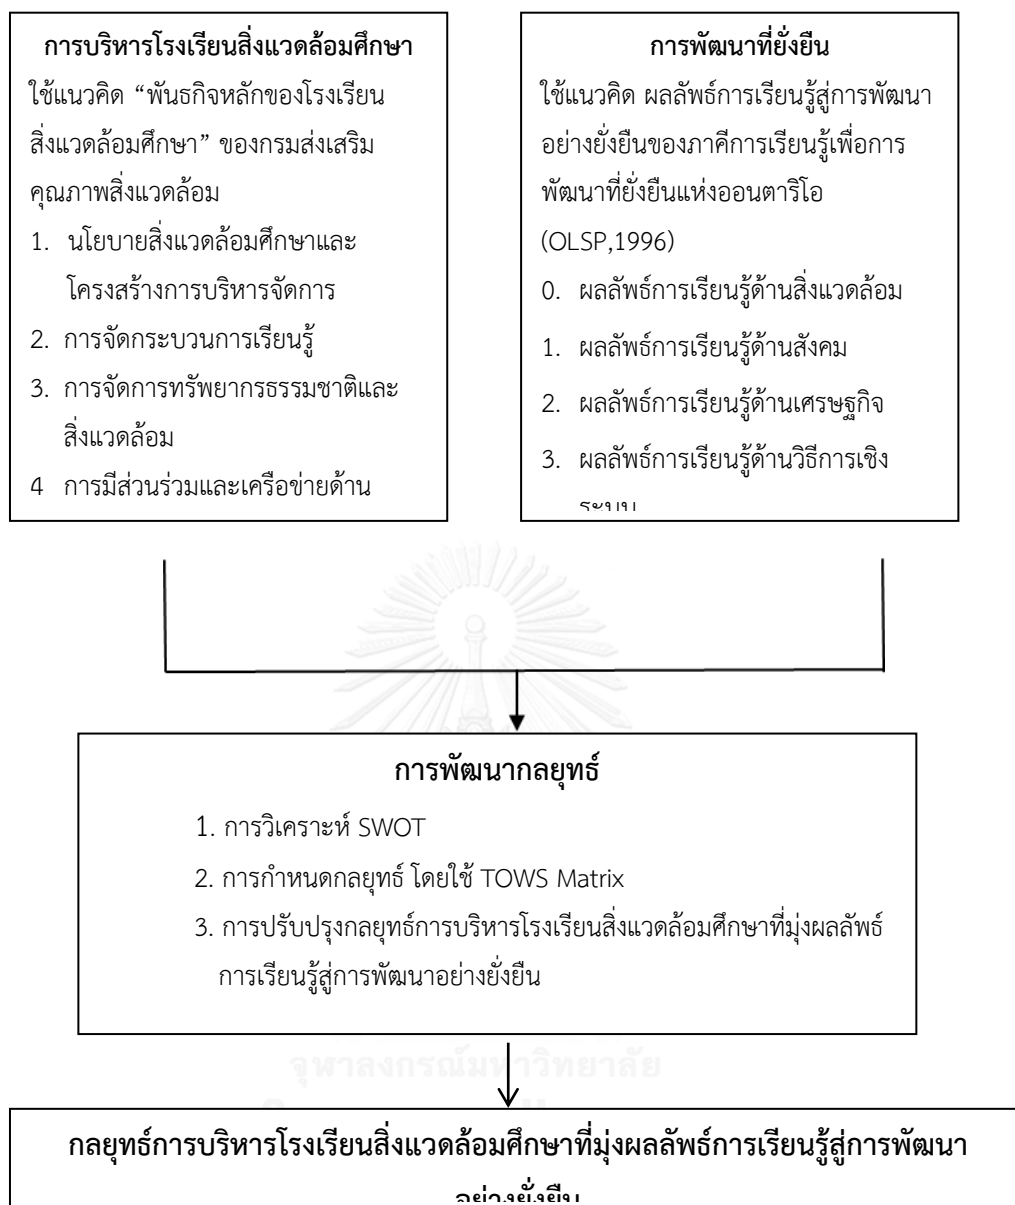 การบริหารโรงเรียนสิ่งแวดล้อมศึกษา
ใช้แนวคิด “พันธกิจหลักของโรงเรียน
สิ่งแวดล้อมศึกษา” ของกรมส่งเสริม
คุณภาพสิ่งแวดล้อม
1. นโยบายสิ่งแวดล้อมศึกษาและ
โครงสร้างการบริหารจัดการ
2. การจัดกระบวนการเรียนรู้
3. การจัดการทรัพยากรธรรมชาติและ
สิ่งแวดล้อม
4 การมีส่วนร่วมและเครือข่ายด้าน
การพัฒนาที่ยั่งยืน
ใช้แนวคิด ผลลัพธ์การเรียนรู้สู่การพัฒนา
อย่างยั่งยืนของภาคีการเรียนรู้เพื่อการ
พัฒนาที่ยั่งยืนแห่งออนตาริโอ
(OLSP,1996)
0. ผลลัพธ์การเรียนรู้ด้านสิ่งแวดล้อม
1. ผลลัพธ์การเรียนรู้ด้านสังคม
2. ผลลัพธ์การเรียนรู้ด้านเศรษฐกิจ
3. ผลลัพธ์การเรียนรู้ด้านวิธีการเชิง
ระบบ
การพัฒนากลยุทธ์
1. การวิเคราะห์ SWOT
2. การกำหนดกลยุทธ์ โดยใช้ TOWS Matrix
3. การปรับปรุงกลยุทธ์การบริหารโรงเรียนสิ่งแวดล้อมศึกษาที่มุ่งผลลัพธ์
การเรียนรู้สู่การพัฒนาอย่างยั่งยืน
จุฬาลงกรณ์มหาวิทยาลัย
กลยุทธ์การบริหารโรงเรียนสิ่งแวดล้อมศึกษาที่มุ่งผลลัพธ์การเรียนรู้สู่การพัฒนา
อย่างยั่งยืน